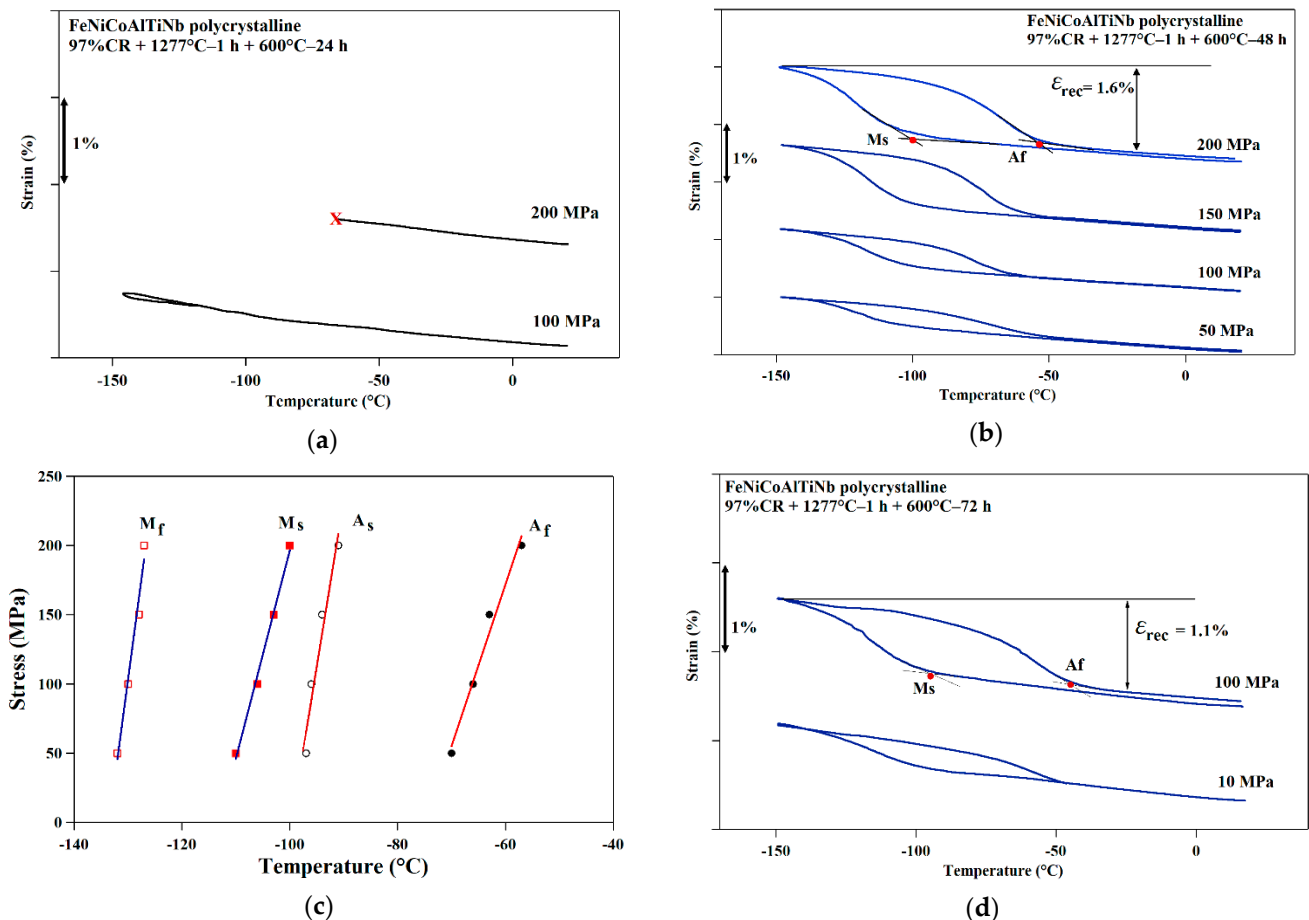 FeNiCoAlTiNb polycrystalline
97%CR + 1277°C–1 h + 600°C–24 h
Strain (%)
1%
X
200 MPa
100 MPa
-150 -100 -50 0
Temperature (°C)
(a)
FeNiCoAlTiNb polycrystalline
97%CR + 1277°C–1 h + 600°C–48 h
Strain (%)
1%
εrec= 1.6%
Ms
Af
200 MPa
150 MPa
100 MPa
50 MPa
-150 -100 -50 0
Temperature (°C)
(b)
250
200
150
100
50
0
Stress (MPa)
Mf Ms As Af
-140 -120 -100 -80 -60 -40
Temperature (°C)
(c)
FeNiCoAlTiNb polycrystalline
97%CR + 1277°C–1 h + 600°C–72 h
Strain (%)
1%
εrec = 1.1%
Ms
Af
100 MPa
10 MPa
-150 -100 -50 0
Temperature (°C)
(d)